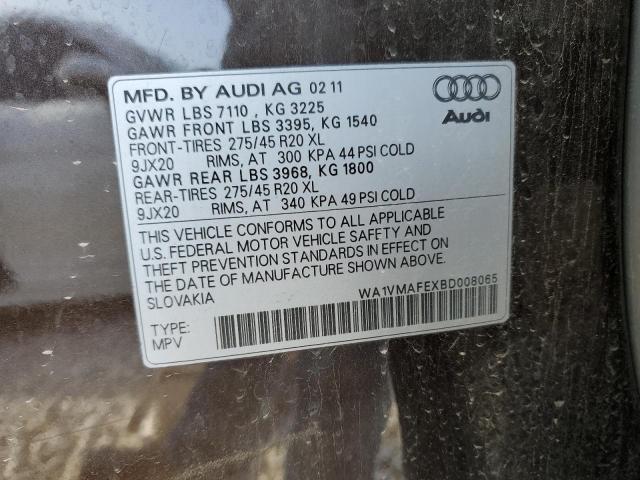 MFD. BY AUDI AG 02 11
GVWR LBS 7110 , KG 3225
GAWR FRONT LBS 3395, KG 1540
FRONT-TIRES 275/45 R20 XL
9JX20 RIMS, AT 300 KPA 44 PSI COLD
GAWR REAR LBS 3968, KG 1800
REAR-TIRES 275/45 R20 XL
9JX20 RIMS, AT 340 KPA 49 PSI COLD
Audi
THIS VEHICLE CONFORMS TO ALL APPLICABLE
U.S. FEDERAL MOTOR VEHICLE SAFETY AND
THEFT PREVENTION STANDARDS IN EFFECT ON
THE DATE OF MANUFACTURE SHOWN ABOVE.
SLOVAKIA
WA1VMAFEXBD008065
TYPE:
MPV